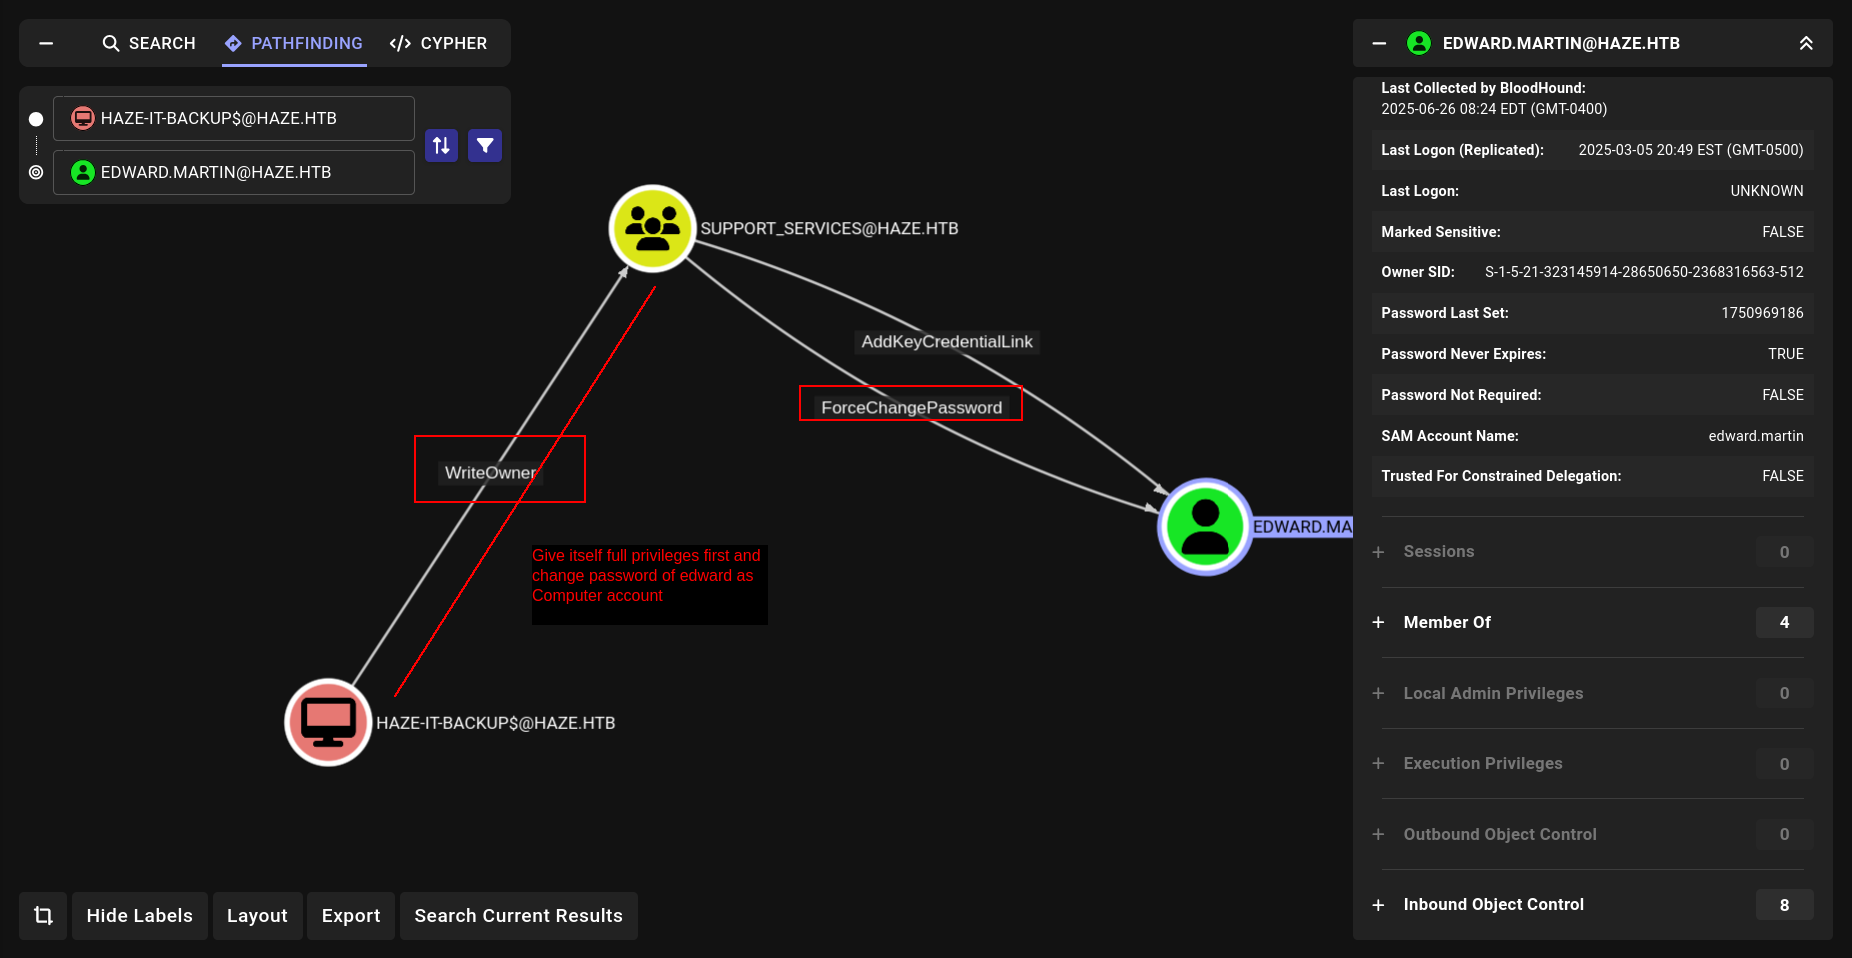 SEARCH
PATHFINDING
</> CYPHER
HAZE-IT-BACKUP$@HAZE.HTB
EDWARD.MARTIN@HAZE.HTB
SUPPORT_SERVICES@HAZE.HTB
AddKeyCredentialLink
ForceChangePassword
WriteOwner
Give itself full privileges first and
change password of edward as
Computer account
EDWARD.MA
HAZE-IT-BACKUP$@HAZE.HTB
Hide Labels
Layout
Export
Search Current Results
EDWARD.MARTIN@HAZE.HTB
Last Collected by BloodHound:
2025-06-26 08:24 EDT (GMT-0400)
Last Logon (Replicated): 2025-03-05 20:49 EST (GMT-0500)
Last Logon: UNKNOWN
Marked Sensitive: FALSE
Owner SID: S-1-5-21-323145914-28650650-2368316563-512
Password Last Set: 1750969186
Password Never Expires: TRUE
Password Not Required: FALSE
SAM Account Name: edward.martin
Trusted For Constrained Delegation: FALSE
+ Sessions 0
+ Member Of 4
+ Local Admin Privileges 0
+ Execution Privileges 0
+ Outbound Object Control 0
+ Inbound Object Control 8